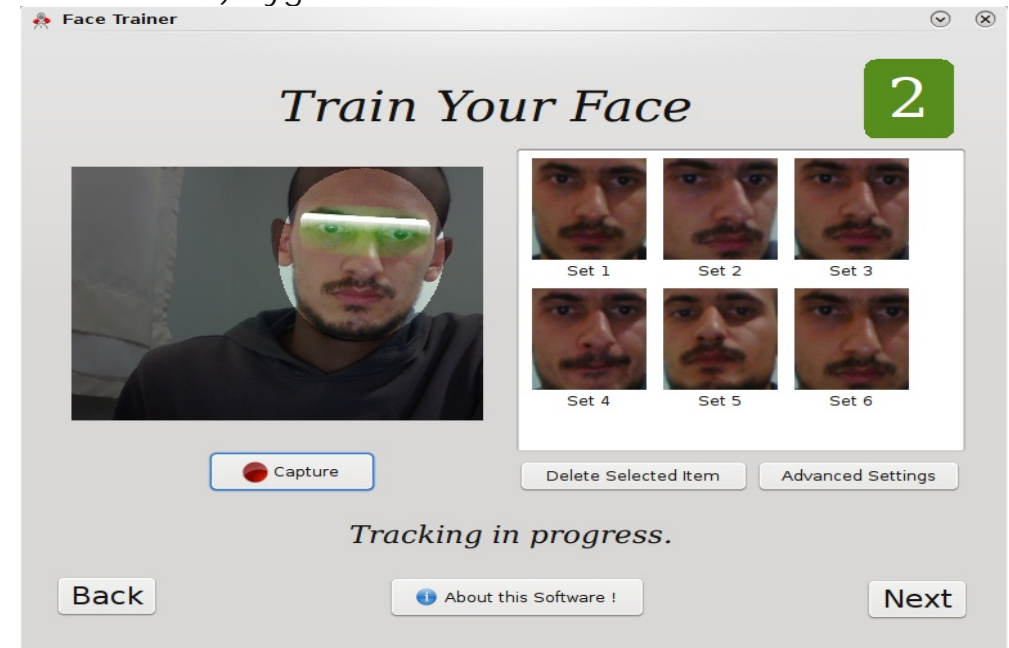 Face Trainer
Train Your Face
2
Set 1 Set 2 Set 3
Set 4 Set 5 Set 6
Capture
Delete Selected Item Advanced Settings
Tracking in progress.
Back About this Software ! Next